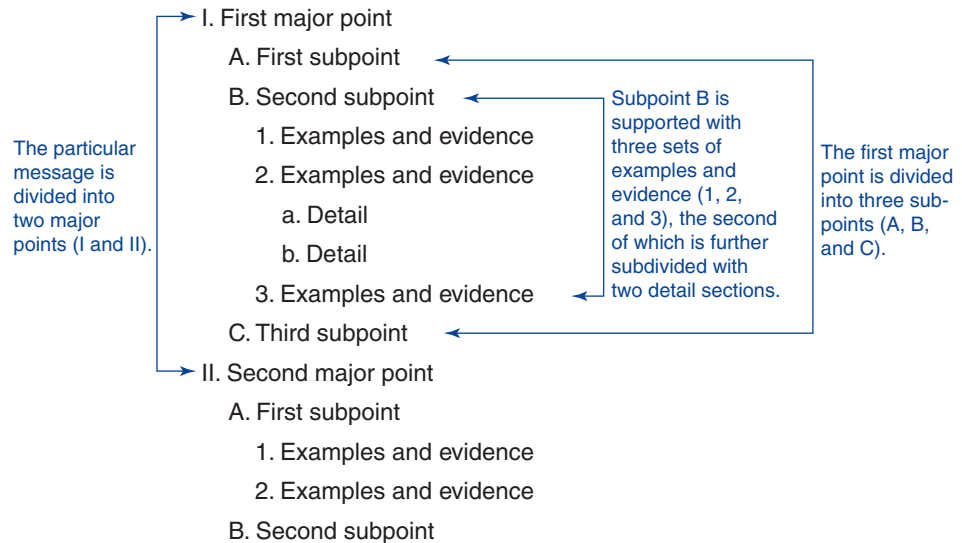 I. First major point
A. First subpoint
B. Second subpoint
1. Examples and evidence
2. Examples and evidence
a. Detail
b. Detail
3. Examples and evidence
C. Third subpoint
II. Second major point
A. First subpoint
1. Examples and evidence
2. Examples and evidence
B. Second subpoint
The particular
message is
divided into
two major
points (I and II).
Subpoint B is
supported with
three sets of
examples and
evidence (1, 2,
and 3), the second
of which is further
subdivided with
two detail sections.
The first major
point is divided
into three sub-
points (A, B,
and C).